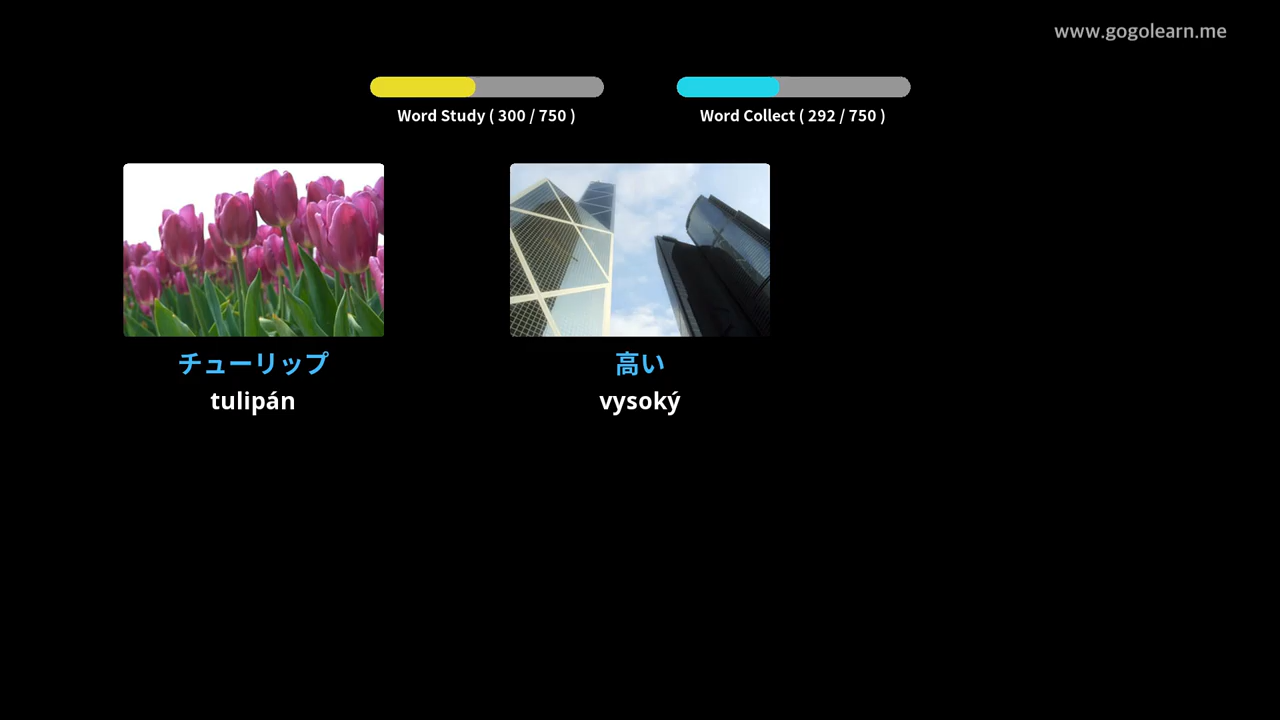 www.gogolearn.me
Word Study ( 300 / 750 )
Word Collect ( 292 / 750 )
チューリップ
tulipán
高い
vysoký